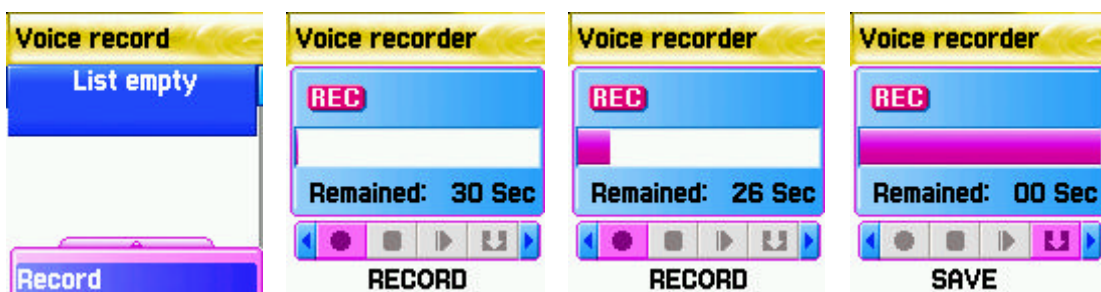 Voice record
List empty
Record
Voice recorder
REC
Remained: 30 Sec
RECORD
Voice recorder
REC
Remained: 26 Sec
RECORD
Voice recorder
REC
Remained: 00 Sec
SAVE